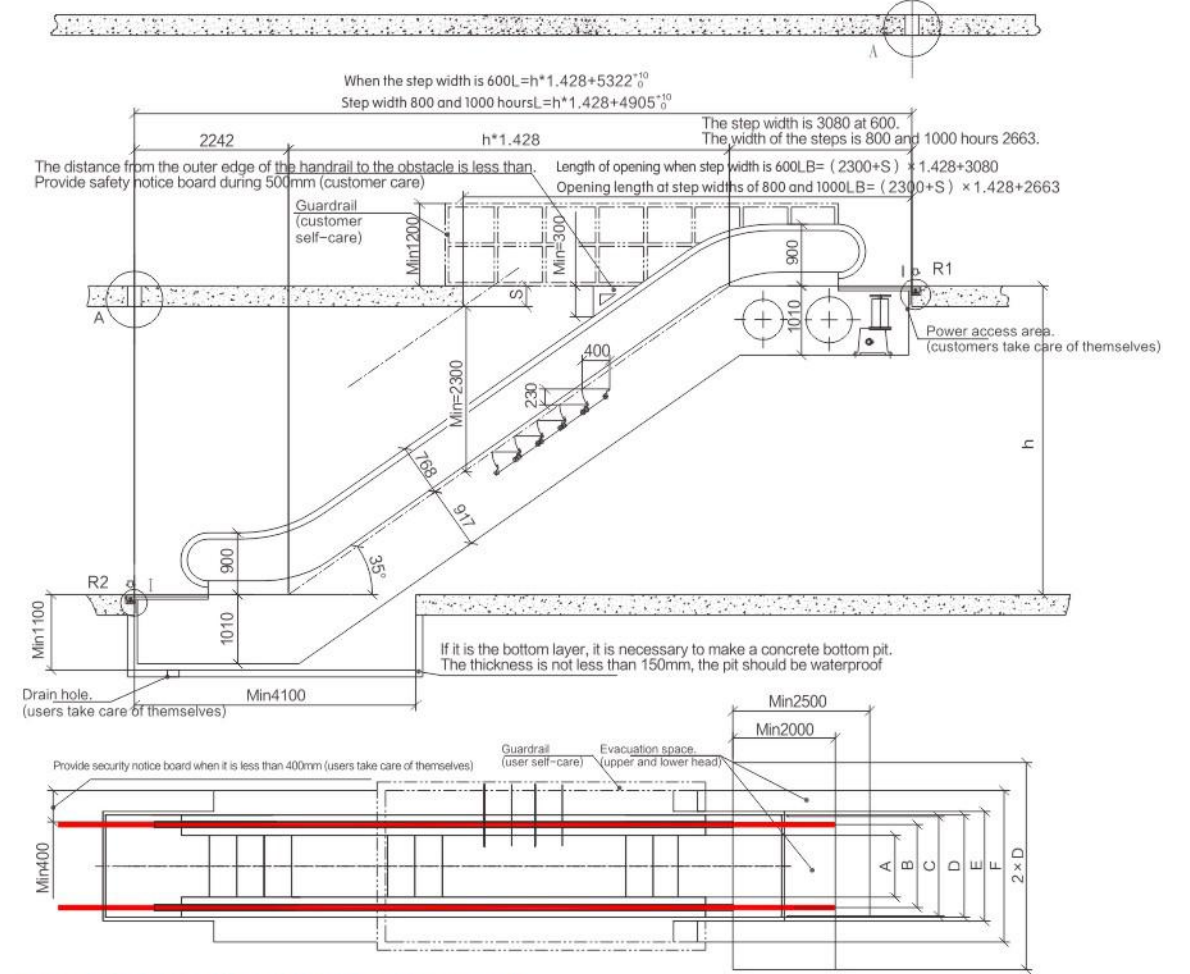 A
When the step width is 600L=h*1.428+5322 +10 0
Step width 800 and 1000 hoursL=h*1.428+4905 +10 0
The step width is 3080 at 600.
2242
h*1.428
The width of the steps is 800 and 1000 hours 2663.
The distance from the outer edge of the handrail to the obstacle is less than.
Length of opening when step width is 600LB=（2300+S）×1.428+3080
Provide safety notice board during 500mm (customer care)
Opening length at step widths of 800 and 1000LB=（2300+S）×1.428+2663
Guardrail
(customer
self-care)
Min1200
Min=300
900
I
R1
S
A
1010
Power access area.
(customers take care of themselves)
400
230
Min=2300
h
768
917
35°
900
R2
I
Min1100
1010
If it is the bottom layer, it is necessary to make a concrete bottom pit.
The thickness is not less than 150mm, the pit should be waterproof
Drain hole.
(users take care of themselves)
Min4100
Min2500
Min2000
Guardrail
(user self-care)
Evacuation space.
(upper and lower head)
Provide security notice board when it is less than 400mm (users take care of themselves)
Min400
A
B
C
D
E
F
2×D